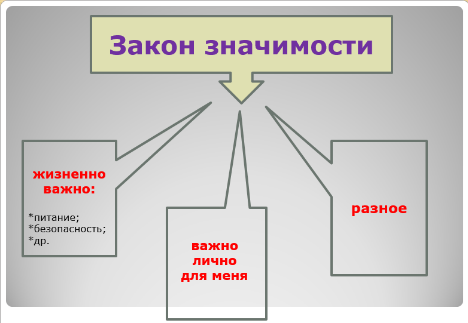 Закон значимости
жизненно
важно:
*питание;
*безопасность;
*др.
важно
лично
для меня
разное